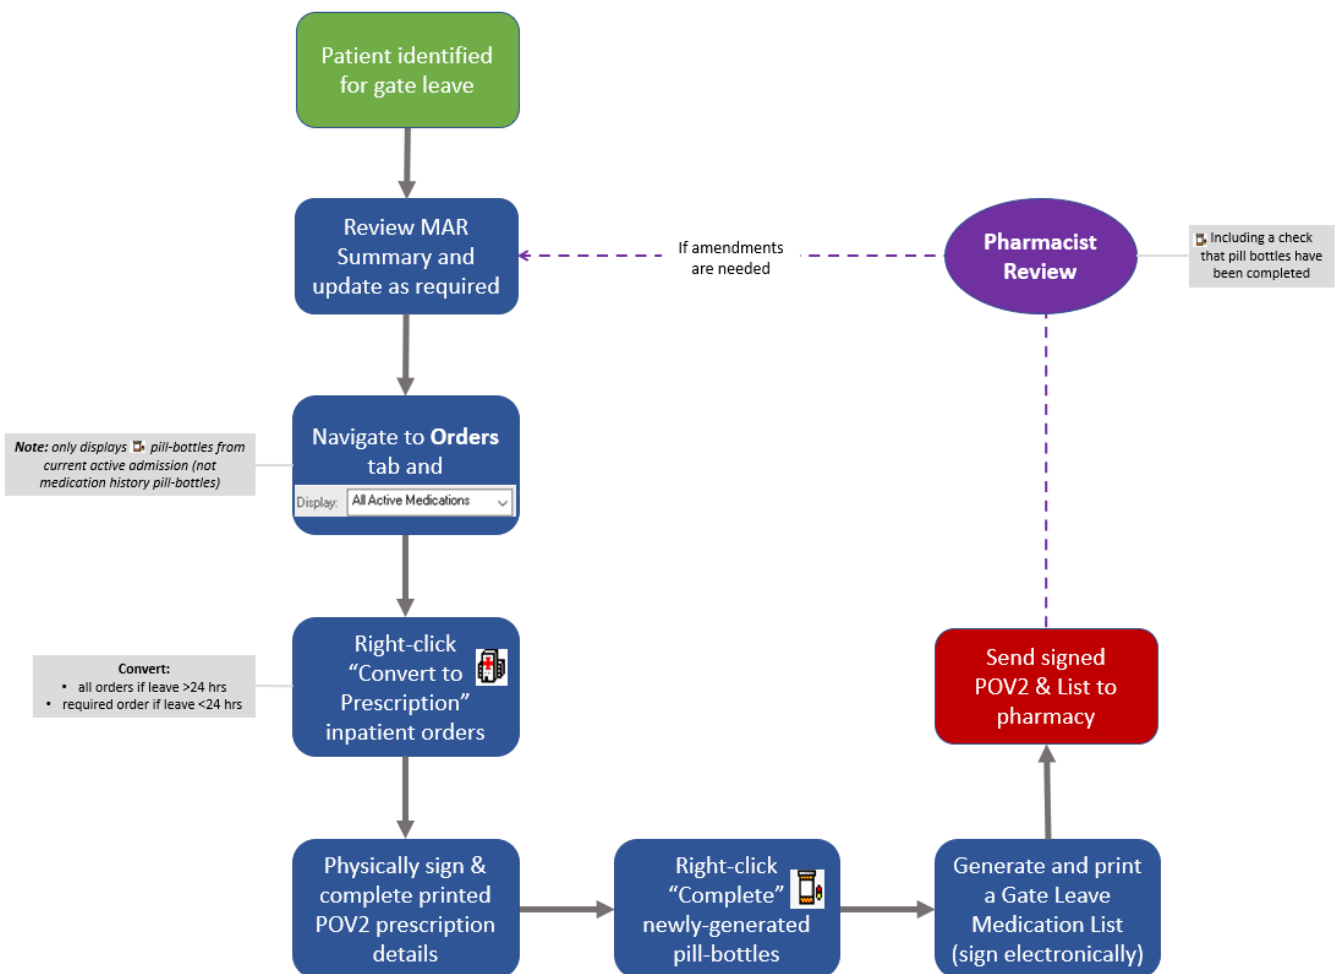 Patient identified
for gate leave
Review MAR
Summary and
update as required
If amendments
are needed
Pharmacist
Review
Including a check
that pill bottles have
been completed
Note: only displays pill-bottles from
current active admission (not
medication history pill-bottles)
Navigate to Orders
tab and
Display: All Active Medications
Convert:
• all orders if leave >24 hrs
• required order if leave <24 hrs
Right-click
“Convert to
Prescription”
inpatient orders
Send signed
POV2 & List to
pharmacy
Physically sign &
complete printed
POV2 prescription
details
Right-click
“Complete”
newly-generated
pill-bottles
Generate and print
a Gate Leave
Medication List
(sign electronically)